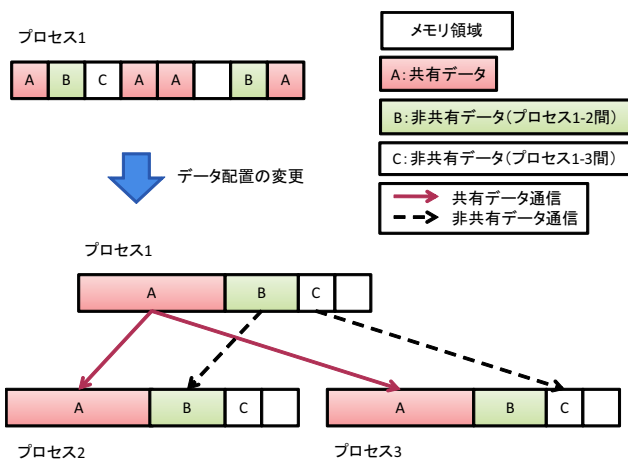 プロセス1
A B C A A B A
メモリ領域
A:共有データ
B:非共有データ(プロセス1-2間)
C:非共有データ(プロセス1-3間)
共有データ通信
非共有データ通信
データ配置の変更
プロセス1
A B C
A B C
A B C
プロセス2
プロセス3